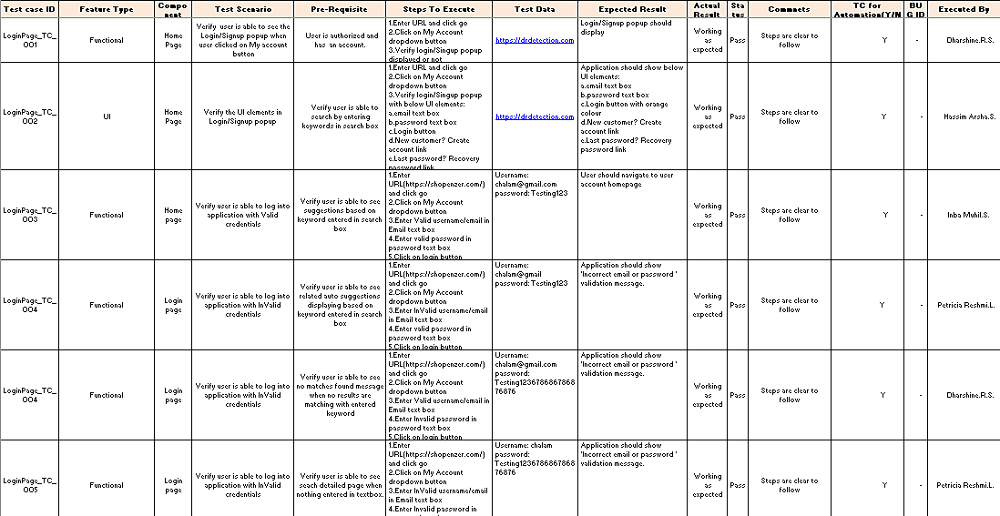 Test case ID
Feature Type
Compo
nent
Test Scenario
Pre-Requisite
Steps To Execute
Test Data
Expected Result
Actual
Result
Sta
tus
Commnets
TC for
Automation(Y/N
BU
G ID
Executed By
LoginPage_TC_
001
Functional
Home
Page
Verify user is able to see the
Login/Signup popup when
user clicked on My account
button
User is authorized and
has an account.
1.Enter URL and click go
2.Click on My Account
dropdown button
3.Verify login/Singup popup
displayed or not
https://drdetection.com
Login/Signup popup should
display
Working
as
expected
Pass
Steps are clear to
follow
Y
-
Dharshine.R.S.
LoginPage_TC_
002
UI
Home
Page
Verify the UI elements in
Login/Signup popup
Verify user is able to
search by entering
keywords in search box
1.Enter URL and click go
2.Click on My Account
dropdown button
3.Verify login/Singup popup
with below UI elements:
a.email text box
b.password text box
c.Login button
d.New customer? Create
account link
e.Last password? Recovery
password link
https://drdetection.com
Application should show below
UI elements:
a.email text box
b.password text box
c.Login button with orange
colour
d.New customer? Create
account link
e.Last password? Recovery
password link
Working
as
expected
Pass
Steps are clear to
follow
Y
-
Hassim Arsha.S.
LoginPage_TC_
003
Functional
Home
page
Verify user is able to log into
application with Valid
credentials
Verify user is able to see
suggestions based on
keyword entered in search
box
1.Enter
URL(https://shopenzer.com/)
and click go
2.Click on My Account
dropdown button
3.Enter Valid username/email in
Email text box
4.Enter valid password in
password text box
5.Click on login button
Username:
chalam@gmail.com
password: Testing123
User should navigate to user
account homepage
Working
as
expected
Pass
Steps are clear to
follow
Y
-
Inba Muhil.S.
LoginPage_TC_
004
Functional
Login
page
Verify user is able to log into
application with InValid
credentials
Verify user is able to see
related auto suggestions
displaying based on
keyword entered in search
box
1.Enter
URL(https://shopenzer.com/)
and click go
2.Click on My Account
dropdown button
3.Enter InValid username/email
in Email text box
4.Enter valid password in
password text box
5.Click on login button
Username:
chalam@gmail
password: Testing123
Application should show
'Incorrect email or password '
validation message.
Working
as
expected
Pass
Steps are clear to
follow
Y
-
Petricia Reshmi.L.
LoginPage_TC_
004
Functional
Login
page
Verify user is able to log into
application with InValid
credentials
Verify user is able to see
no matches found message
when no results are
matching with entered
keyword
1.Enter
URL(https://shopenzer.com/)
and click go
2.Click on My Account
dropdown button
3.Enter Valid username/email in
Email text box
4.Enter Invalid password in
password text box
5.Click on login button
Username:
chalam@gmail.com
password:
Testing1236786867868
76876
Application should show
'Incorrect email or password '
validation message.
Working
as
expected
Pass
Steps are clear to
follow
Y
-
Dharshine.R.S.
LoginPage_TC_
005
Functional
Login
page
Verify user is able to log into
application with InValid
credentials
Verify user is able to see
seach detailed page when
nothing entered in textbox.
1.Enter
URL(https://shopenzer.com/)
and click go
2.Click on My Account
dropdown button
3.Enter InValid username/email
in Email text box
4.Enter Invalid password in
Username: chalam
password:
Testing1236786867868
76876
Application should show
'Incorrect email or password '
validation message.
Working
as
expected
Pass
Steps are clear to
follow
Y
-
Petricia Reshmi.L.